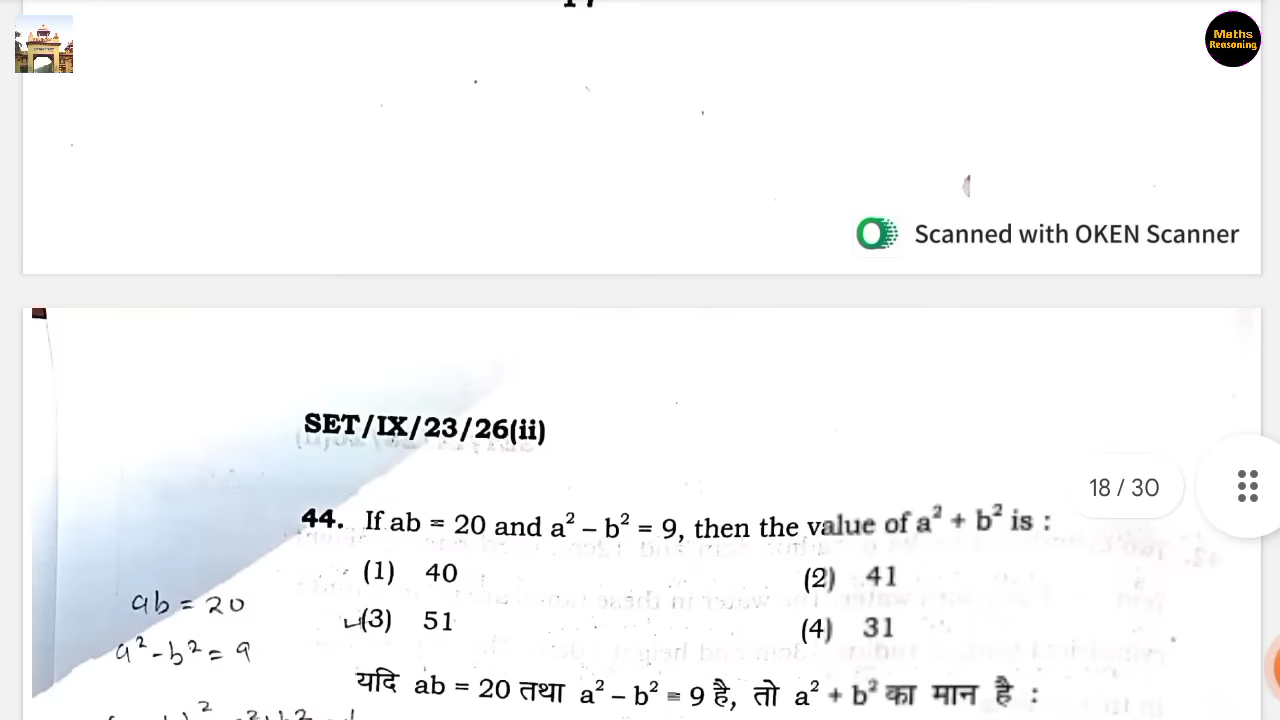 Maths
Reasoning
Scanned with OKEN Scanner
SET/IX/23/26(ii)
18 / 30
44. If ab = 20 and a² – b² = 9, then the value of a² + b² is :
(1) 40 (2) 41
(3) 51 (4) 31
ab = 20
a² - b² = 9
यदि ab = 20 तथा a² – b² = 9 है, तो a² + b² का मान है :